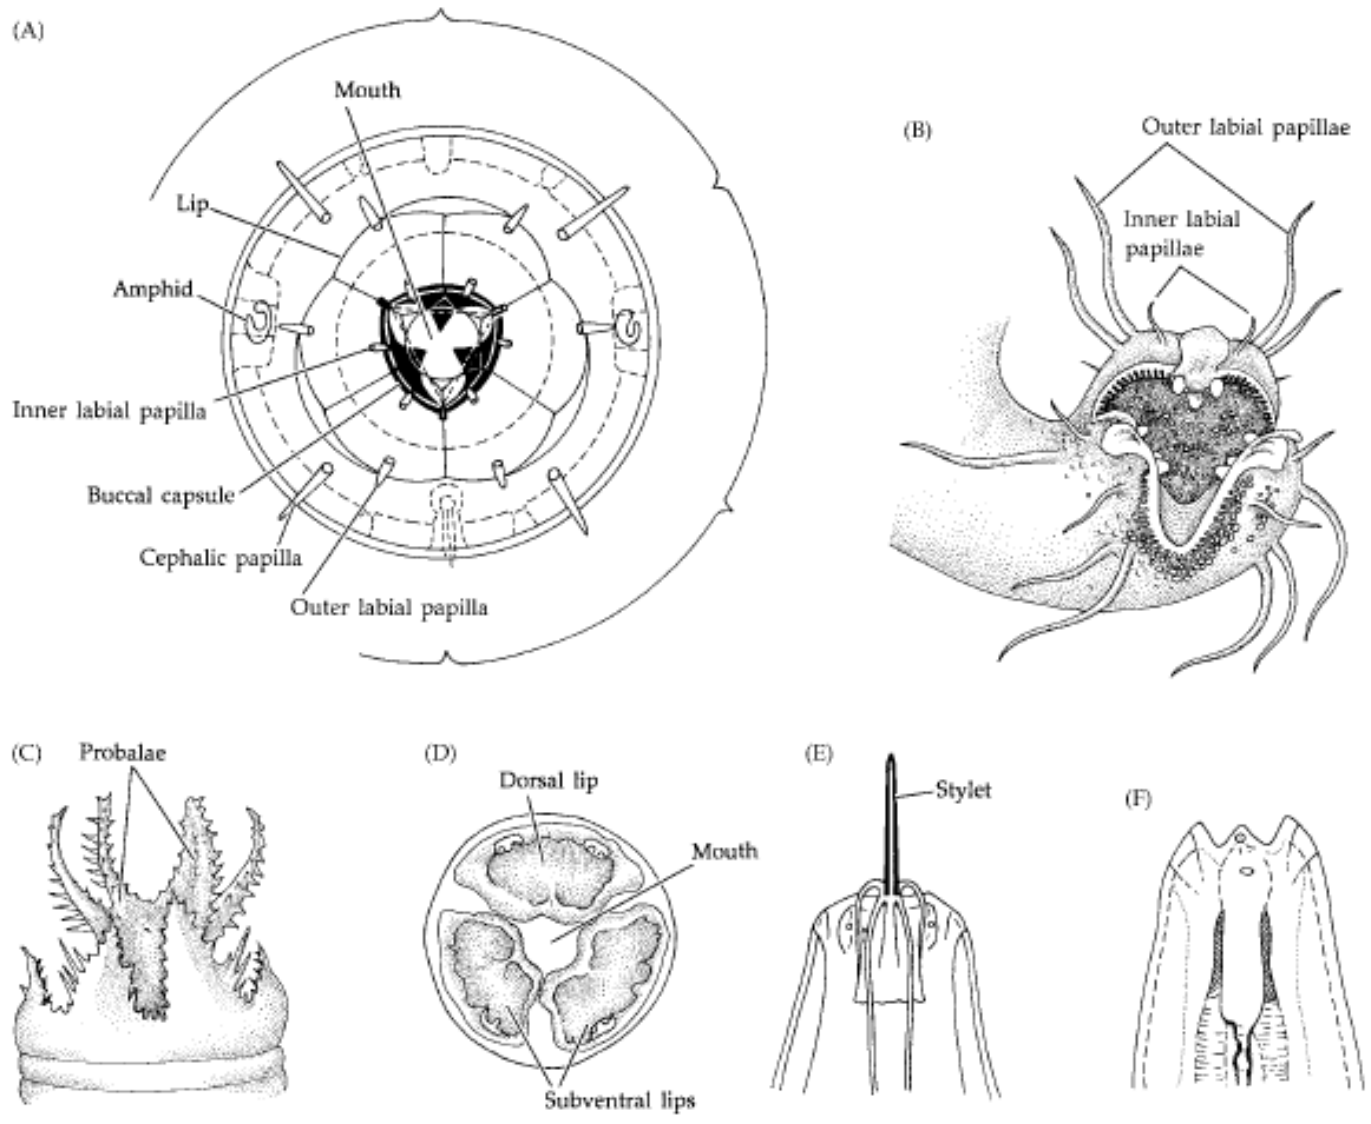 (A)
Mouth
Lip
Amphid
Inner labial papilla
Buccal capsule
Cephalic papilla
Outer labial papilla
(B)
Outer labial papillae
Inner labial
papillae
(C)
Probalae
(D)
Dorsal lip
Mouth
Subventral lips
(E)
Stylet
(F)